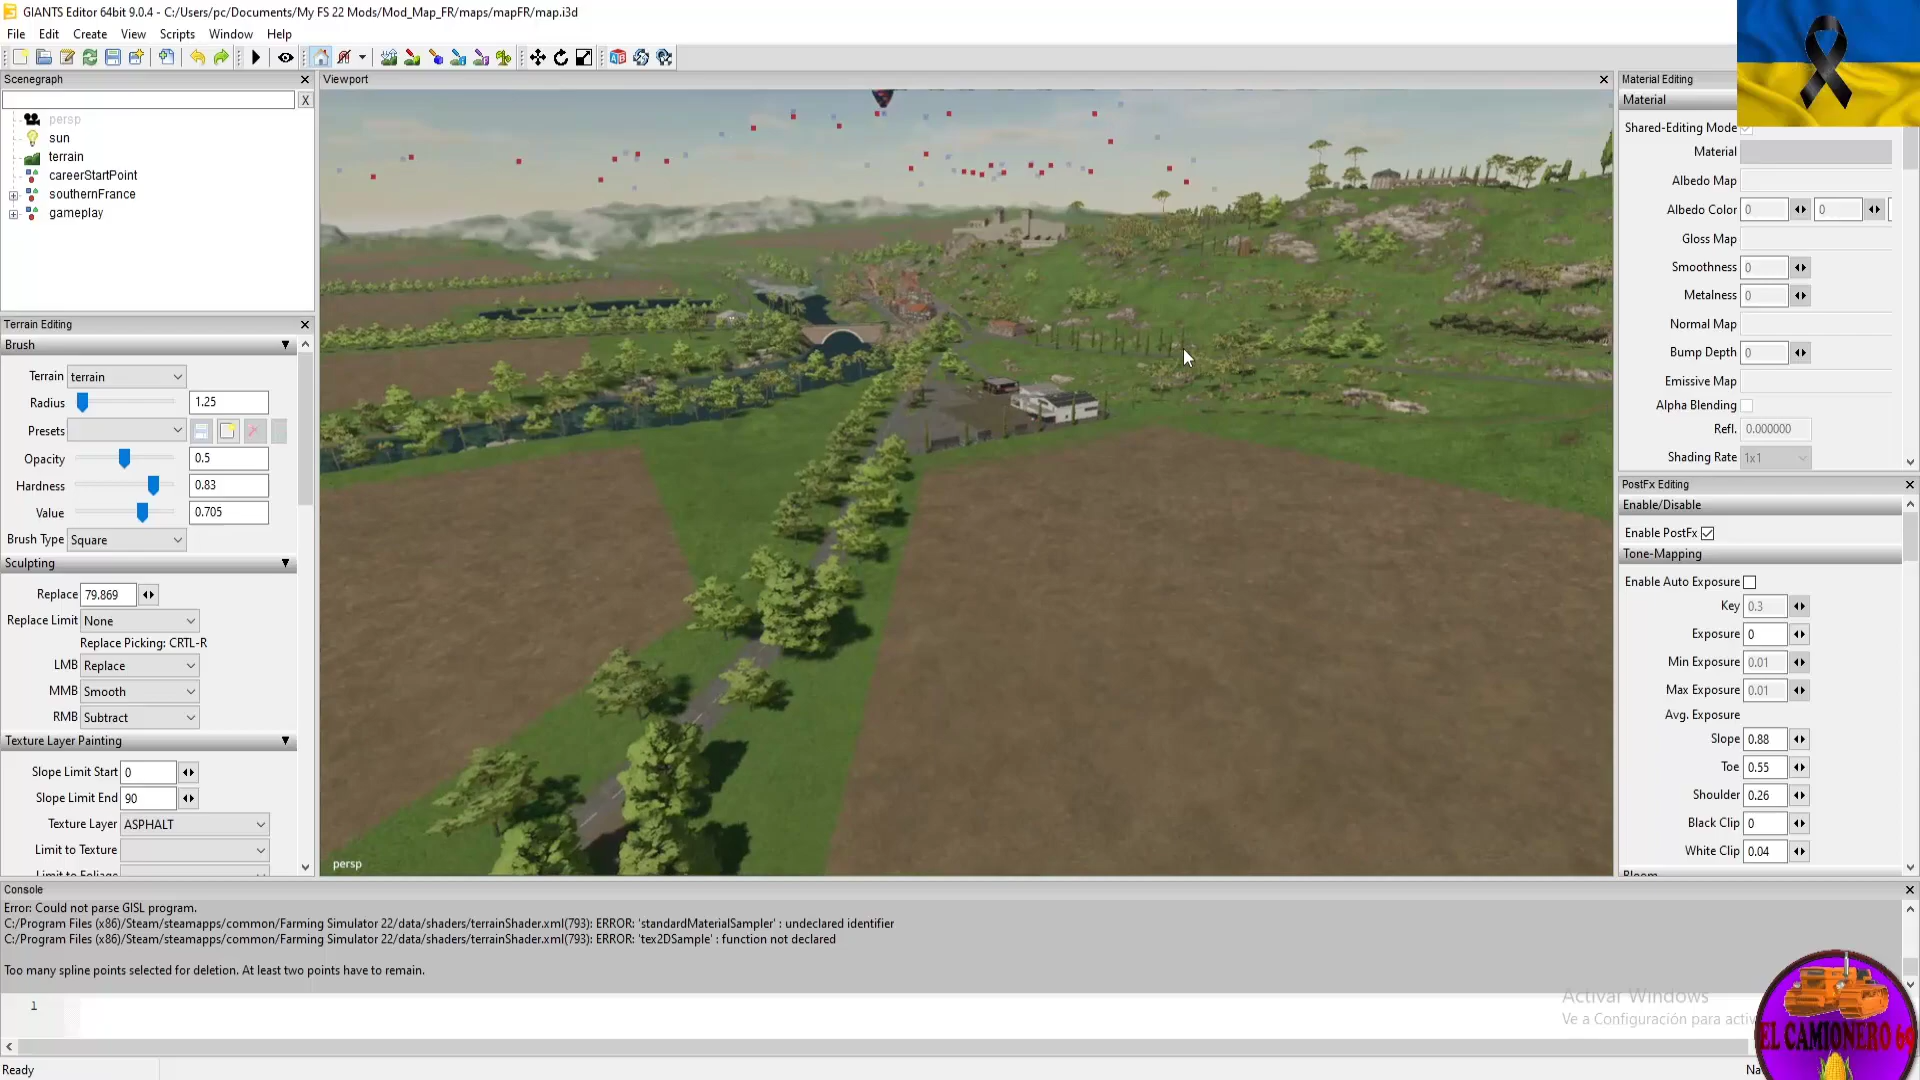 GIANTS Editor 64bit 9.0.4 - C:/Users/pc/Documents/My FS 22 Mods/Mod_Map_FR/maps/mapFR/map.i3d
File Edit Create View Scripts Window Help
Scenegraph
X
persp
sun
terrain
careerStartPoint
southernFrance
gameplay
Terrain Editing
Brush
Terrain terrain
Radius 1.25
Presets
Opacity 0.5
Hardness 0.83
Value 0.705
Brush Type Square
Sculpting
Replace 79.869
Replace Limit None
Replace Picking: CRTL-R
LMB Replace
MMB Smooth
RMB Subtract
Texture Layer Painting
Slope Limit Start 0
Slope Limit End 90
Texture Layer ASPHALT
Limit to Texture
Limit to Foliage
Viewport
persp
Material Editing
Material
Shared-Editing Mode
Material
Albedo Map
Albedo Color 0 0
Gloss Map
Smoothness 0
Metalness 0
Normal Map
Bump Depth 0
Emissive Map
Alpha Blending
Refl. 0.000000
Shading Rate 1x1
PostFx Editing
Enable/Disable
Enable PostFx
Tone-Mapping
Enable Auto Exposure
Key 0.3
Exposure 0
Min Exposure 0.01
Max Exposure 0.01
Avg. Exposure
Slope 0.88
Toe 0.55
Shoulder 0.26
Black Clip 0
White Clip 0.04
Bloom
Console
Error: Could not parse GISL program.
C:/Program Files (x86)/Steam/steamapps/common/Farming Simulator 22/data/shaders/terrainShader.xml(793): ERROR: 'standardMaterialSampler' : undeclared identifier
C:/Program Files (x86)/Steam/steamapps/common/Farming Simulator 22/data/shaders/terrainShader.xml(793): ERROR: 'tex2DSample' : function not declared
Too many spline points selected for deletion. At least two points have to remain.
1
Activar Windows
Ve a Configuración para activ
EL CAMIONERO
Ready
Na